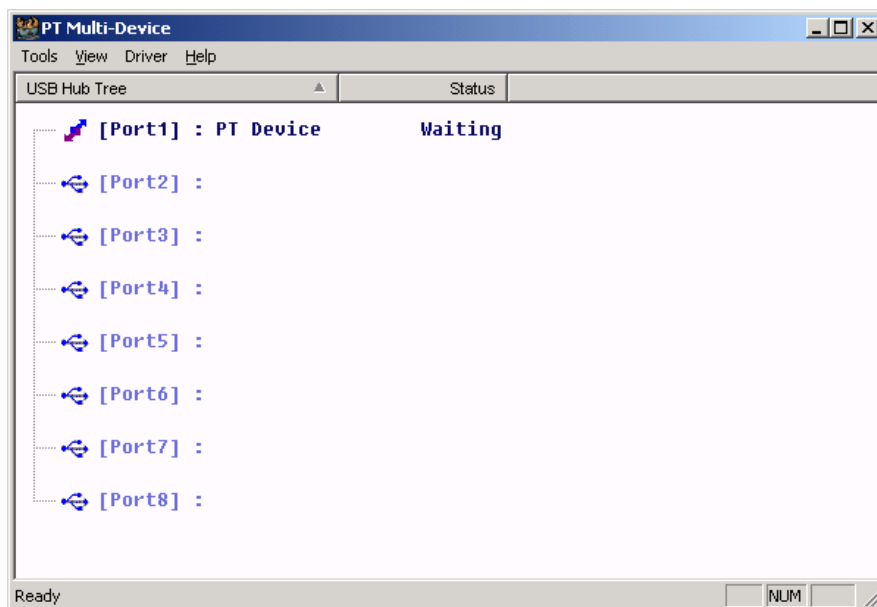 PT Multi-Device
Tools View Driver Help
USB Hub Tree Status
[Port1] : PT Device Waiting
[Port2] :
[Port3] :
[Port4] :
[Port5] :
[Port6] :
[Port7] :
[Port8] :
Ready NUM